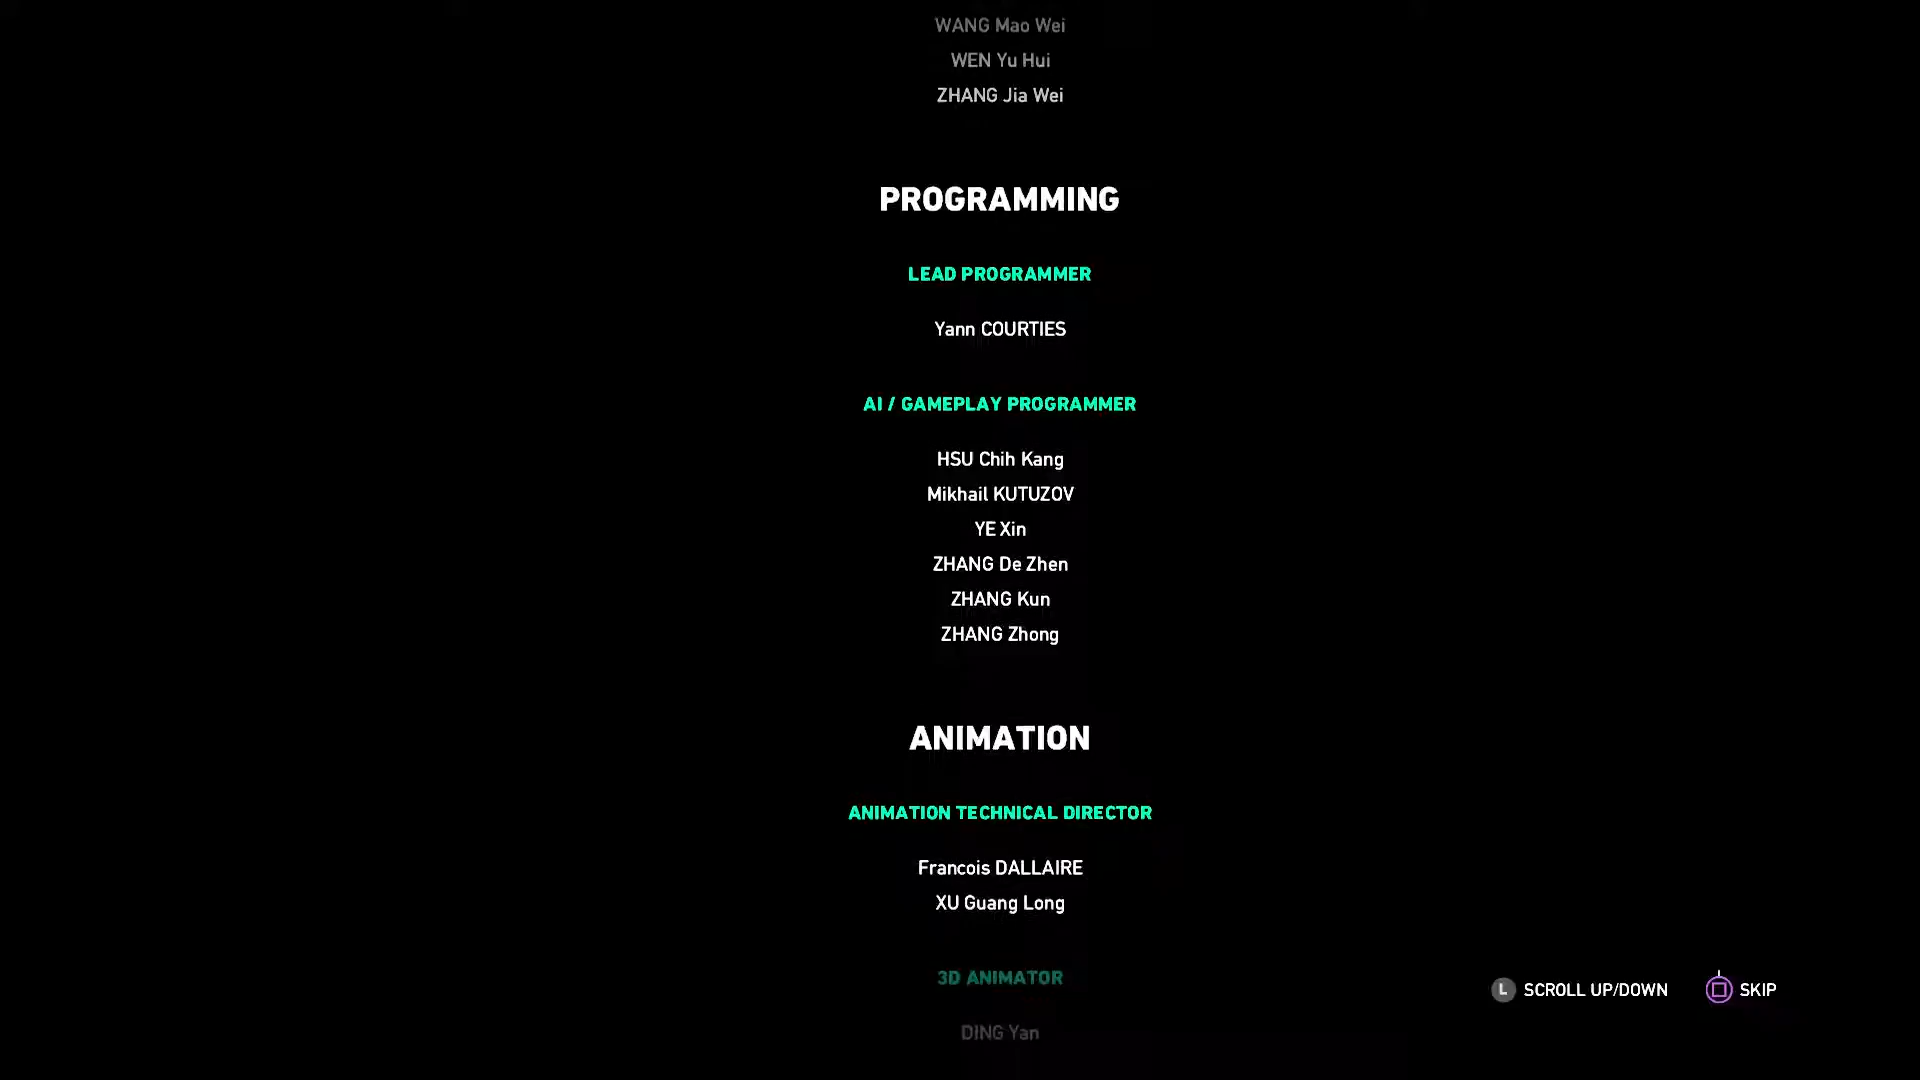 WANG Mao Wei
WEN Yu Hui
ZHANG Jia Wei
PROGRAMMING
LEAD PROGRAMMER
Yann COURTIES
AI / GAMEPLAY PROGRAMMER
HSU Chih Kang
Mikhail KUTUZOV
YE Xin
ZHANG De Zhen
ZHANG Kun
ZHANG Zhong
ANIMATION
ANIMATION TECHNICAL DIRECTOR
Francois DALLAIRE
XU Guang Long
3D ANIMATOR
L SCROLL UP/DOWN SKIP
DING Yan